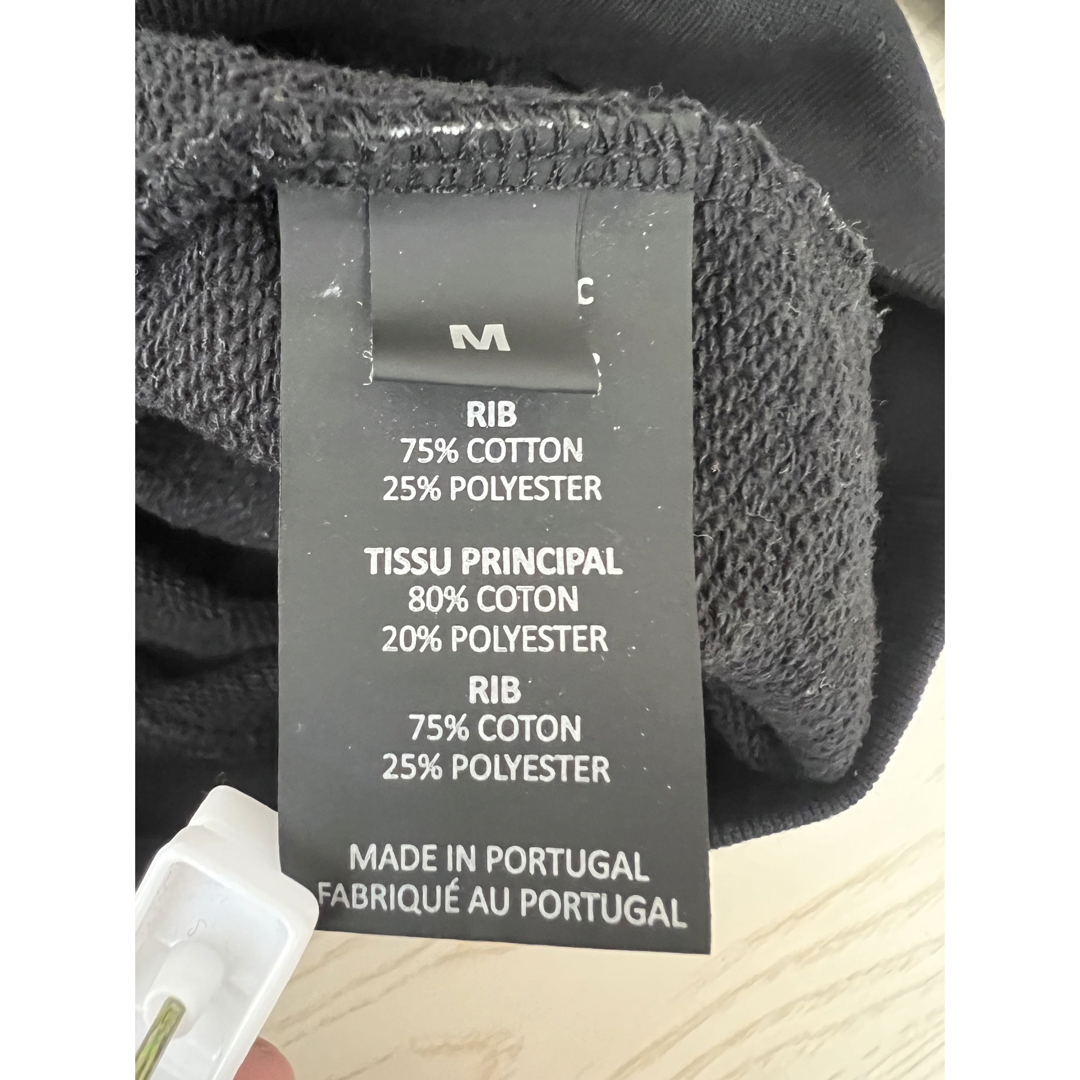 M
C
RIB
75% COTTON
25% POLYESTER
TISSU PRINCIPAL
80% COTON
20% POLYESTER
RIB
75% COTON
25% POLYESTER
MADE IN PORTUGAL
FABRIQUÉ AU PORTUGAL